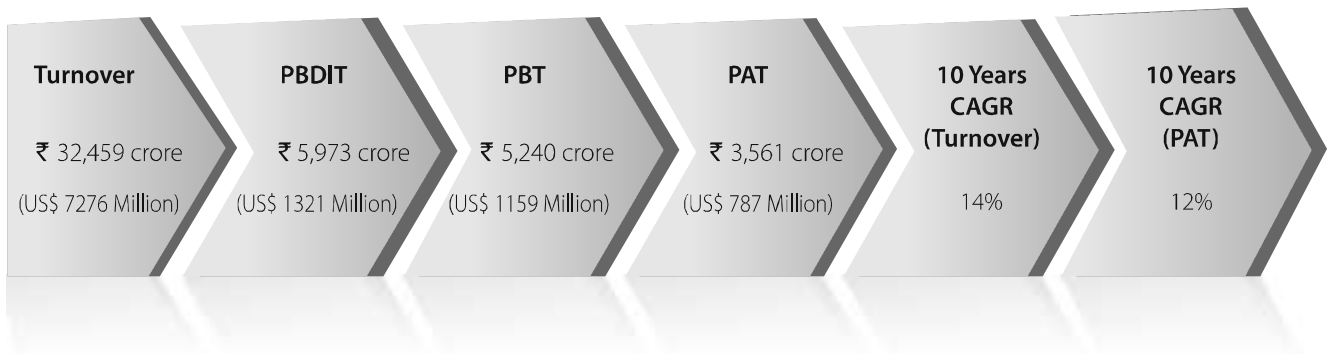 Turnover
₹ 32,459 crore
(US$ 7276 Million)
PBDIT
₹ 5,973 crore
(US$ 1321 Million)
PBT
₹ 5,240 crore
(US$ 1159 Million)
PAT
₹ 3,561 crore
(US$ 787 Million)
10 Years
CAGR
(Turnover)
14%
10 Years
CAGR
(PAT)
12%